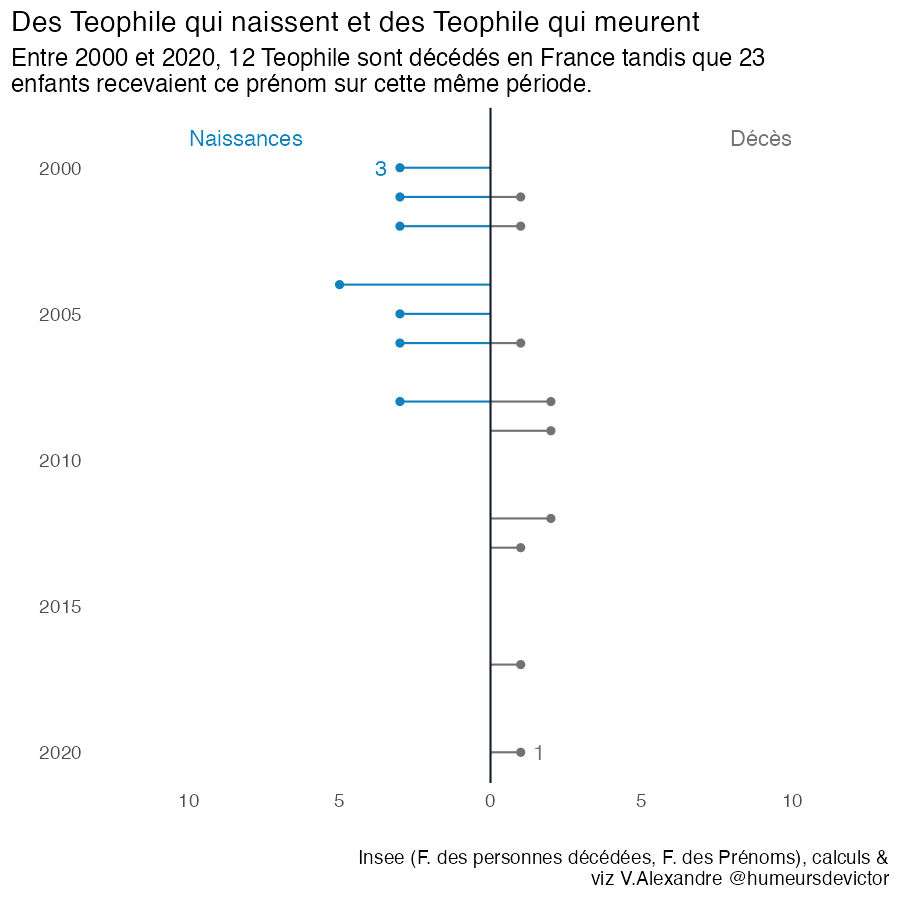 Des Teophile qui naissent et des Teophile qui meurent
Entre 2000 et 2020, 12 Teophile sont décédés en France tandis que 23
enfants recevaient ce prénom sur cette même période.
Naissances
Décès
2000
3
2005
2010
2015
2020
1
10
5
0
5
10
Insee (F. des personnes décédées, F. des Prénoms), calculs &
viz V.Alexandre @humeursdevictor